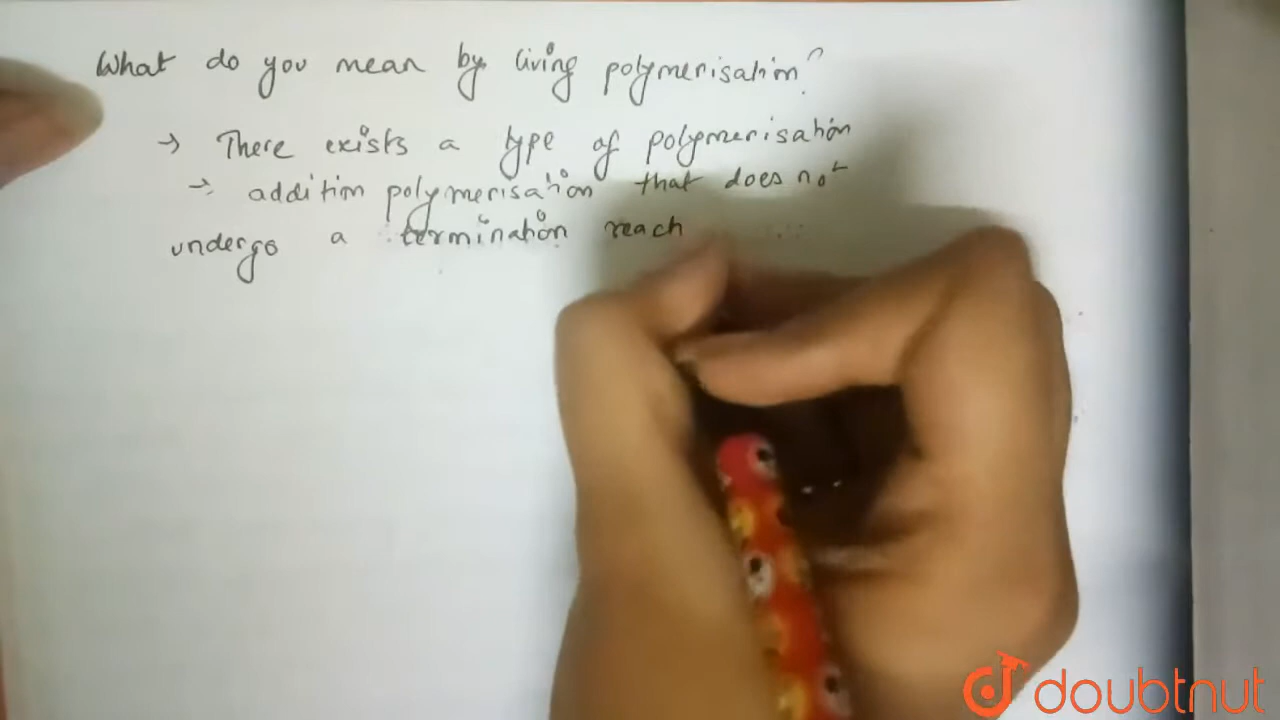 What do you mean by living polymerisation?
→ There exists a type of polymerisation
→ addition polymerisation that does not
undergo a termination reach
doubtnut